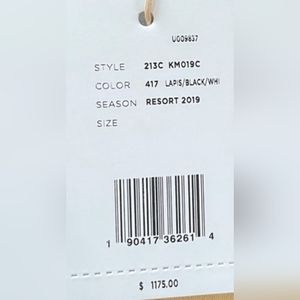 UG09837
STYLE 213C KM019C
COLOR 417 LAPIS/BLACK/WHI
SEASON RESORT 2019
SIZE
1 90417 36261 4
$ 1175.00